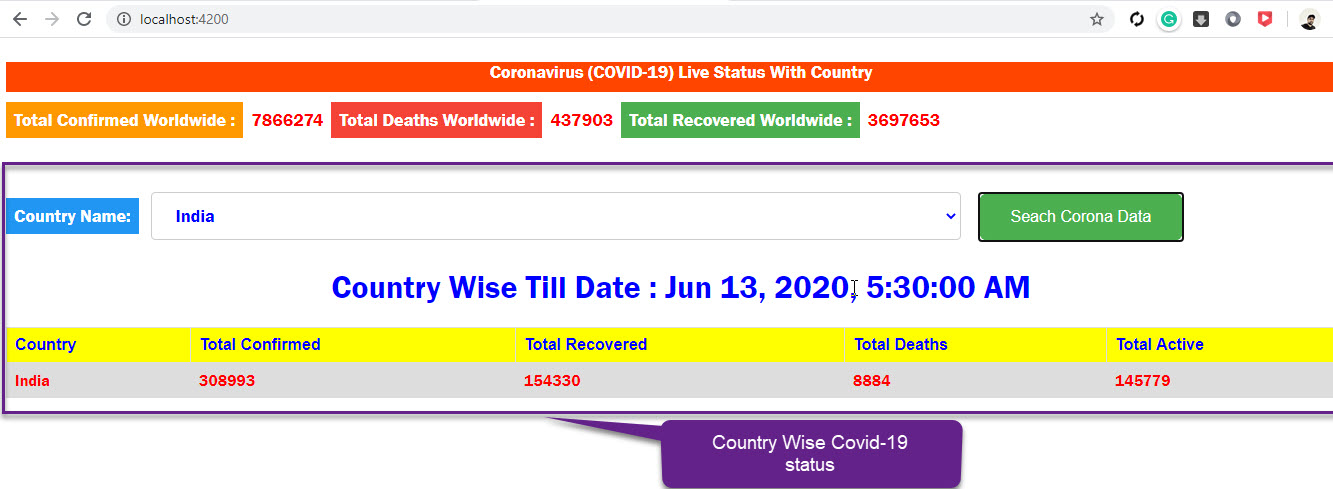 localhost:4200
Coronavirus (COVID-19) Live Status With Country
Total Confirmed Worldwide : 7866274 Total Deaths Worldwide : 437903 Total Recovered Worldwide : 3697653
Country Name: India Seach Corona Data
Country Wise Till Date : Jun 13, 2020, 5:30:00 AM
Country Total Confirmed Total Recovered Total Deaths Total Active
India 308993 154330 8884 145779
Country Wise Covid-19
status